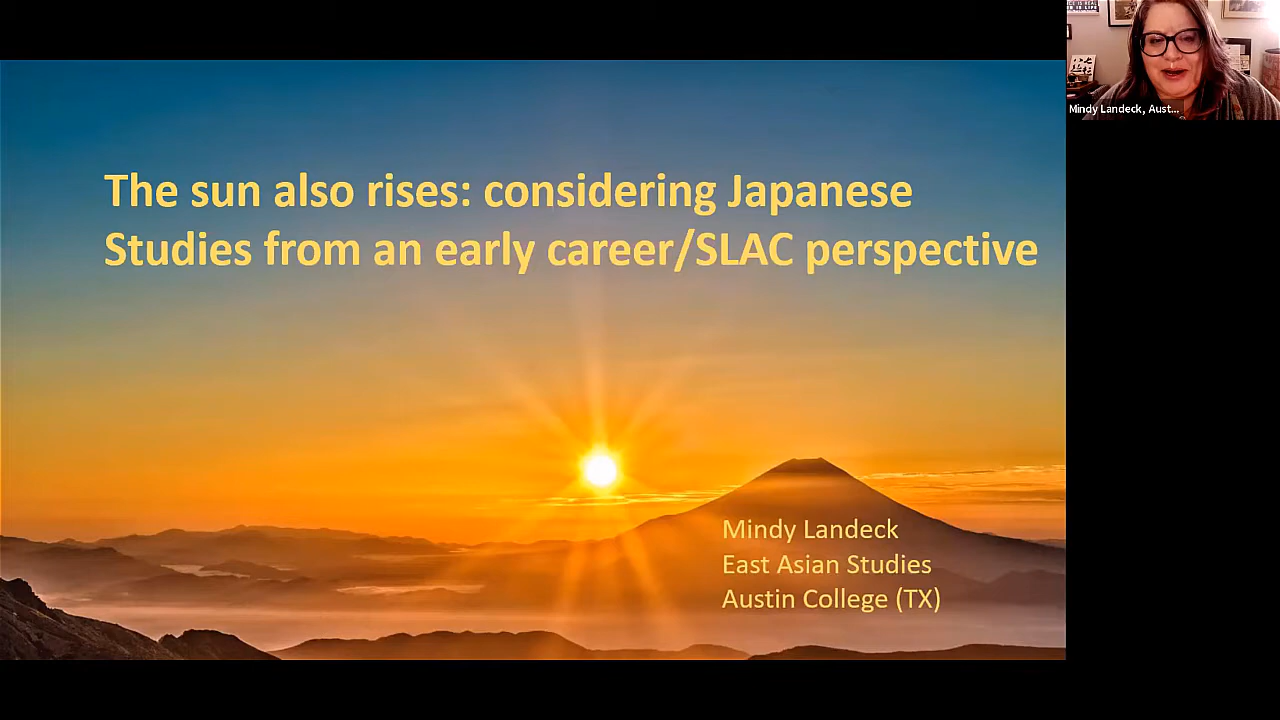 The sun also rises: considering Japanese
Studies from an early career/SLAC perspective
Mindy Landeck
East Asian Studies
Austin College (TX)
Mindy Landeck, Aust...